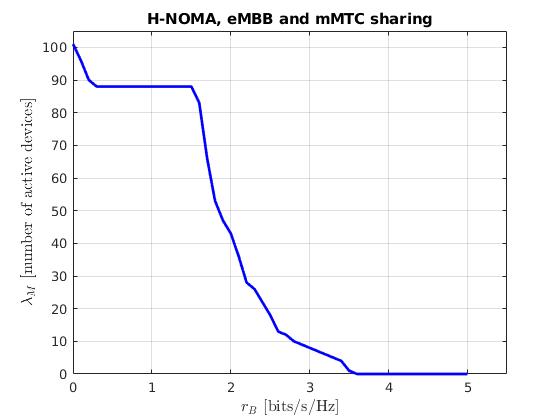 H-NOMA, eMBB and mMTC sharing
λ_M [number of active devices]
100
90
80
70
60
50
40
30
20
10
0
0 1 2 3 4 5
r_B [bits/s/Hz]